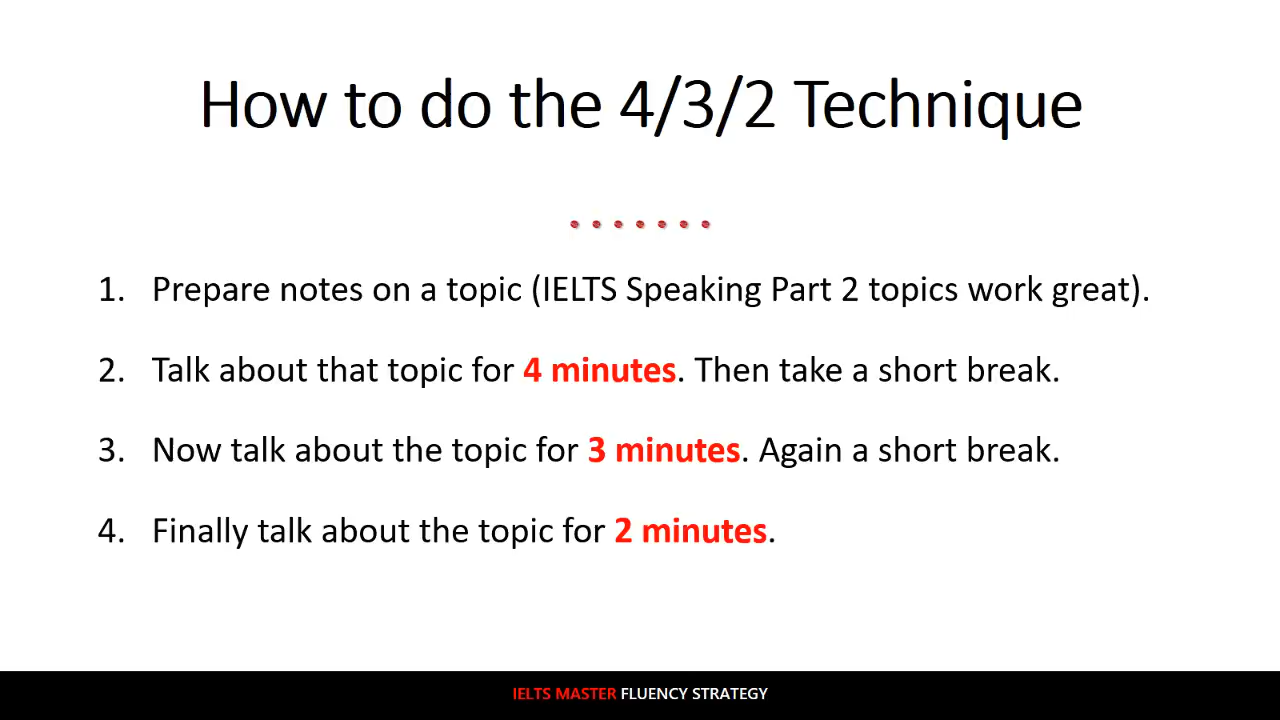 How to do the 4/3/2 Technique
1. Prepare notes on a topic (IELTS Speaking Part 2 topics work great).
2. Talk about that topic for 4 minutes. Then take a short break.
3. Now talk about the topic for 3 minutes. Again a short break.
4. Finally talk about the topic for 2 minutes.
IELTS MASTER FLUENCY STRATEGY